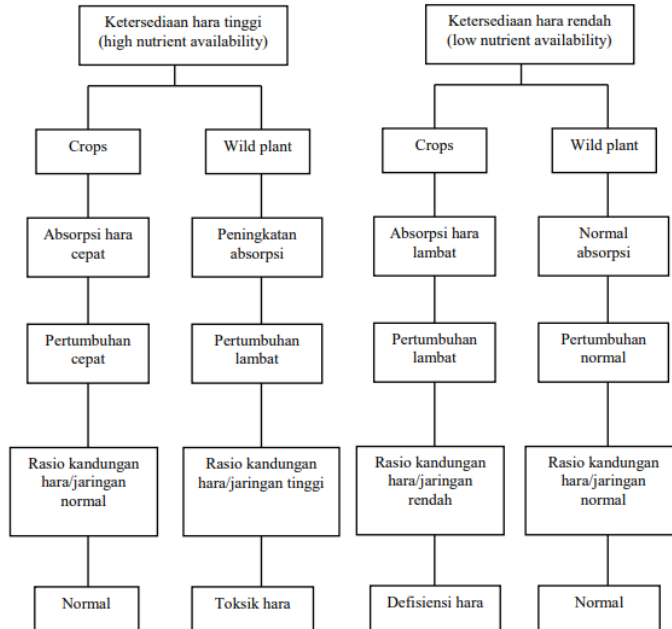 Ketersediaan hara tinggi
(high nutrient availability)
Ketersediaan hara rendah
(low nutrient availability)
Crops
Wild plant
Crops
Wild plant
Absorpsi hara
cepat
Peningkatan
absorpsi
Absorpsi hara
lambat
Normal
absorpsi
Pertumbuhan
cepat
Pertumbuhan
lambat
Pertumbuhan
lambat
Pertumbuhan
normal
Rasio kandungan
hara/jaringan
normal
Rasio kandungan
hara/jaringan tinggi
Rasio kandungan
hara/jaringan
rendah
Rasio kandungan
hara/jaringan
normal
Normal
Toksik hara
Defisiensi hara
Normal